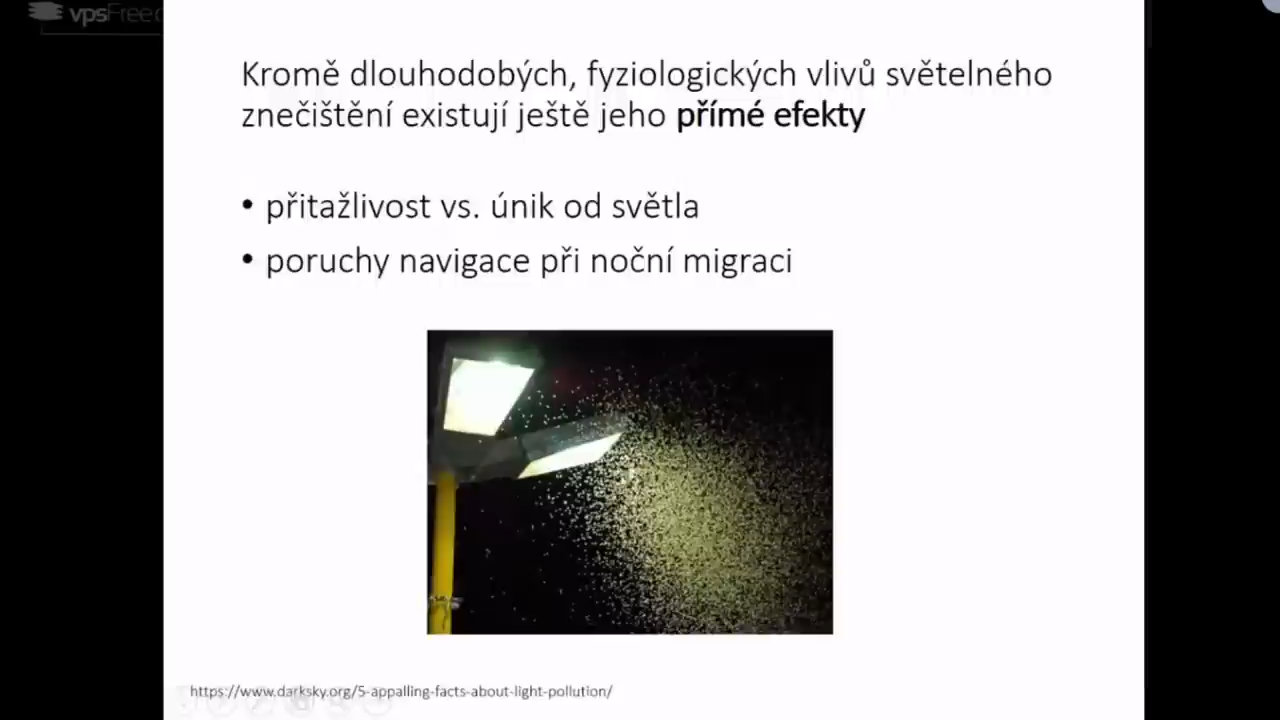 vpsFree
Kromě dlouhodobých, fyziologických vlivů světelného
znečištění existují ještě jeho přímé efekty
• přitažlivost vs. únik od světla
• poruchy navigace při noční migraci
https://www.darksky.org/5-appalling-facts-about-light-pollution/